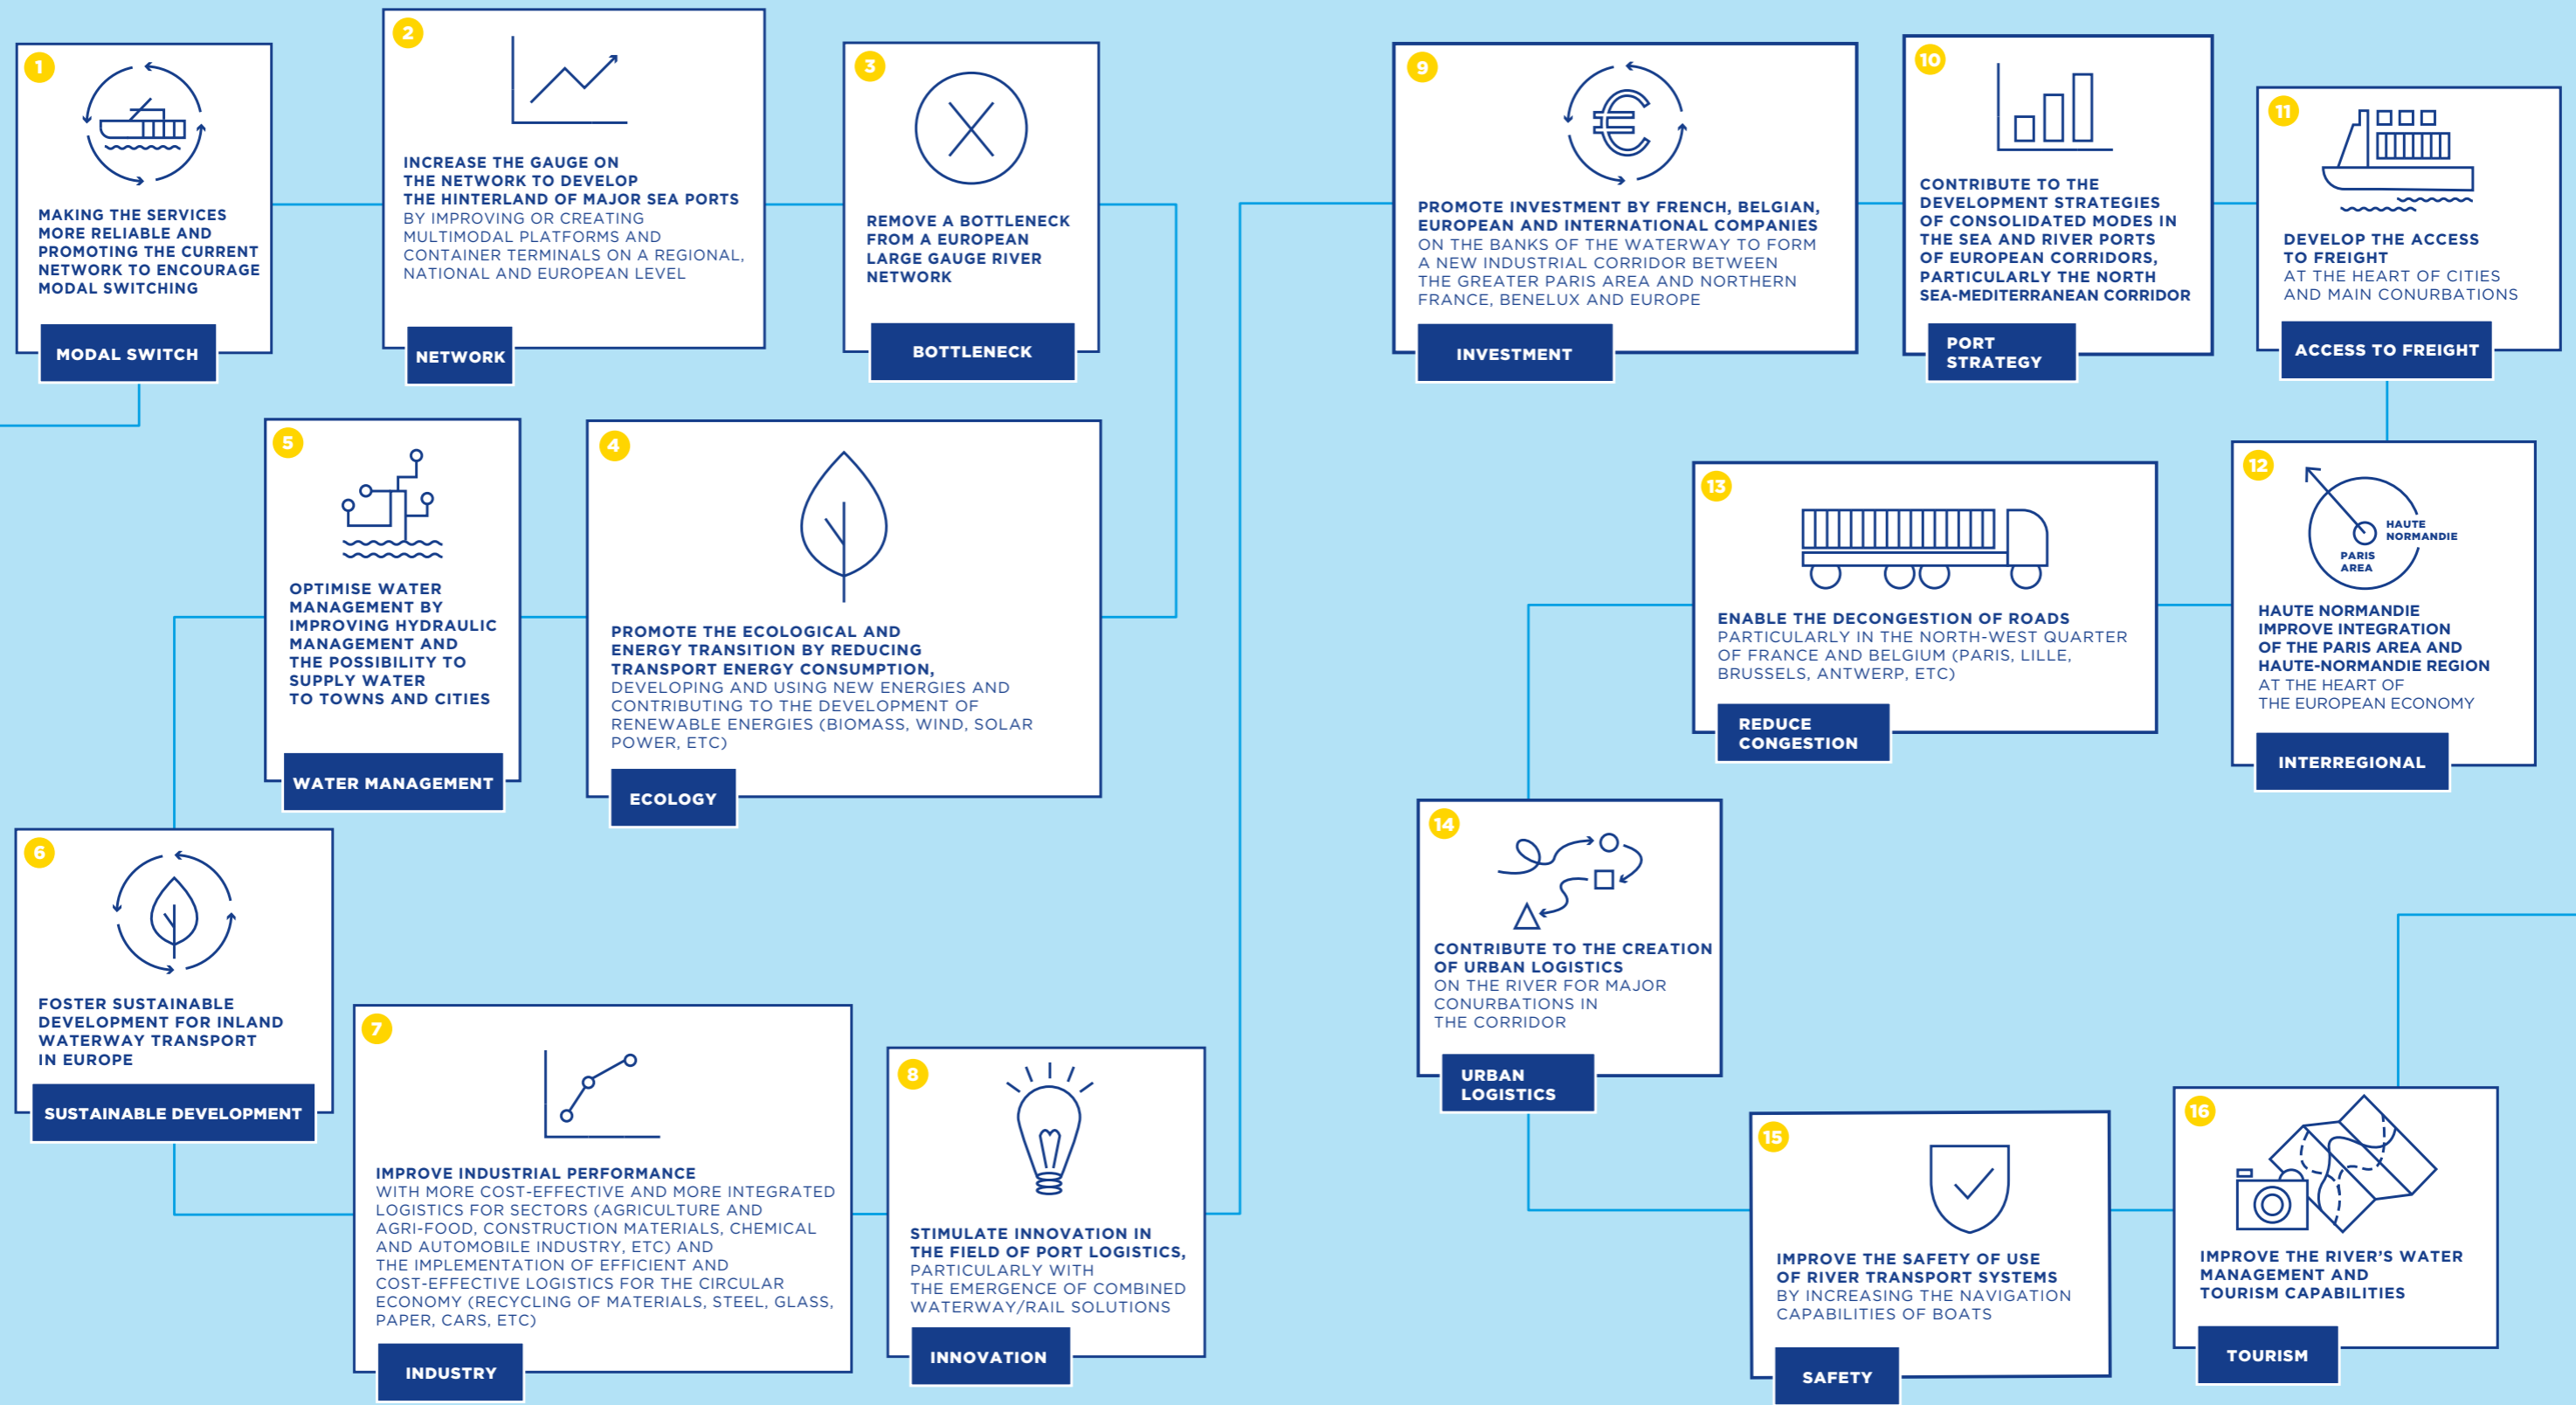 1
MAKING THE SERVICES
MORE RELIABLE AND
PROMOTING THE CURRENT
NETWORK TO ENCOURAGE
MODAL SWITCHING
MODAL SWITCH
2
INCREASE THE GAUGE ON
THE NETWORK TO DEVELOP
THE HINTERLAND OF MAJOR SEA PORTS
BY IMPROVING OR CREATING
MULTIMODAL PLATFORMS AND
CONTAINER TERMINALS ON A REGIONAL,
NATIONAL AND EUROPEAN LEVEL
NETWORK
3
REMOVE A BOTTLENECK
FROM A EUROPEAN
LARGE GAUGE RIVER
NETWORK
BOTTLENECK
4
PROMOTE THE ECOLOGICAL AND
ENERGY TRANSITION BY REDUCING
TRANSPORT ENERGY CONSUMPTION,
DEVELOPING AND USING NEW ENERGIES AND
CONTRIBUTING TO THE DEVELOPMENT OF
RENEWABLE ENERGIES (BIOMASS, WIND, SOLAR
POWER, ETC)
ECOLOGY
5
OPTIMISE WATER
MANAGEMENT BY
IMPROVING HYDRAULIC
MANAGEMENT AND
THE POSSIBILITY TO
SUPPLY WATER
TO TOWNS AND CITIES
WATER MANAGEMENT
6
FOSTER SUSTAINABLE
DEVELOPMENT FOR INLAND
WATERWAY TRANSPORT
IN EUROPE
SUSTAINABLE DEVELOPMENT
7
IMPROVE INDUSTRIAL PERFORMANCE
WITH MORE COST-EFFECTIVE AND MORE INTEGRATED
LOGISTICS FOR SECTORS (AGRICULTURE AND
AGRI-FOOD, CONSTRUCTION MATERIALS, CHEMICAL
AND AUTOMOBILE INDUSTRY, ETC) AND
THE IMPLEMENTATION OF EFFICIENT AND
COST-EFFECTIVE LOGISTICS FOR THE CIRCULAR
ECONOMY (RECYCLING OF MATERIALS, STEEL, GLASS,
PAPER, CARS, ETC)
INDUSTRY
8
STIMULATE INNOVATION IN
THE FIELD OF PORT LOGISTICS,
PARTICULARLY WITH
THE EMERGENCE OF COMBINED
WATERWAY/RAIL SOLUTIONS
INNOVATION
9
€
PROMOTE INVESTMENT BY FRENCH, BELGIAN,
EUROPEAN AND INTERNATIONAL COMPANIES
ON THE BANKS OF THE WATERWAY TO FORM
A NEW INDUSTRIAL CORRIDOR BETWEEN
THE GREATER PARIS AREA AND NORTHERN
FRANCE, BENELUX AND EUROPE
INVESTMENT
10
CONTRIBUTE TO THE
DEVELOPMENT STRATEGIES
OF CONSOLIDATED MODES IN
THE SEA AND RIVER PORTS
OF EUROPEAN CORRIDORS,
PARTICULARLY THE NORTH
SEA-MEDITERRANEAN CORRIDOR
PORT
STRATEGY
11
DEVELOP THE ACCESS
TO FREIGHT
AT THE HEART OF CITIES
AND MAIN CONURBATIONS
ACCESS TO FREIGHT
12
HAUTE
NORMANDIE
PARIS
AREA
HAUTE NORMANDIE
IMPROVE INTEGRATION
OF THE PARIS AREA AND
HAUTE-NORMANDIE REGION
AT THE HEART OF
THE EUROPEAN ECONOMY
INTERREGIONAL
13
ENABLE THE DECONGESTION OF ROADS
PARTICULARLY IN THE NORTH-WEST QUARTER
OF FRANCE AND BELGIUM (PARIS, LILLE,
BRUSSELS, ANTWERP, ETC)
REDUCE
CONGESTION
14
CONTRIBUTE TO THE CREATION
OF URBAN LOGISTICS
ON THE RIVER FOR MAJOR
CONURBATIONS IN
THE CORRIDOR
URBAN
LOGISTICS
15
IMPROVE THE SAFETY OF USE
OF RIVER TRANSPORT SYSTEMS
BY INCREASING THE NAVIGATION
CAPABILITIES OF BOATS
SAFETY
16
IMPROVE THE RIVER'S WATER
MANAGEMENT AND
TOURISM CAPABILITIES
TOURISM